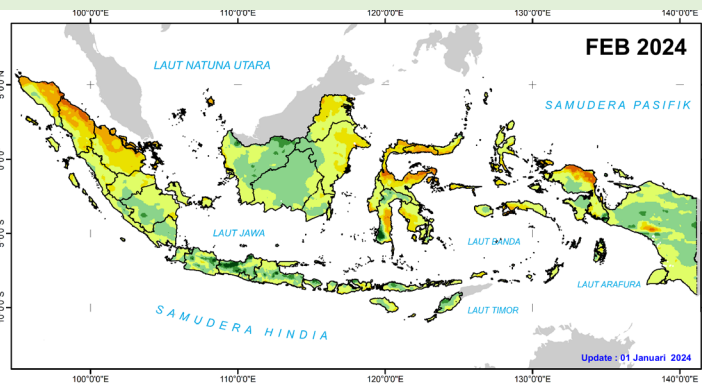 100°0'0"E 110°0'0"E 120°0'0"E 130°0'0"E 140°0'0"E
FEB 2024
LAUT NATUNA UTARA
SAMUDERA PASIFIK
LAUT JAWA
LAUT BANDA
LAUT ARAFURA
SAMUDERA HINDIA
LAUT TIMOR
Update : 01 Januari 2024
100°0'0"E 110°0'0"E 120°0'0"E 130°0'0"E 140°0'0"E